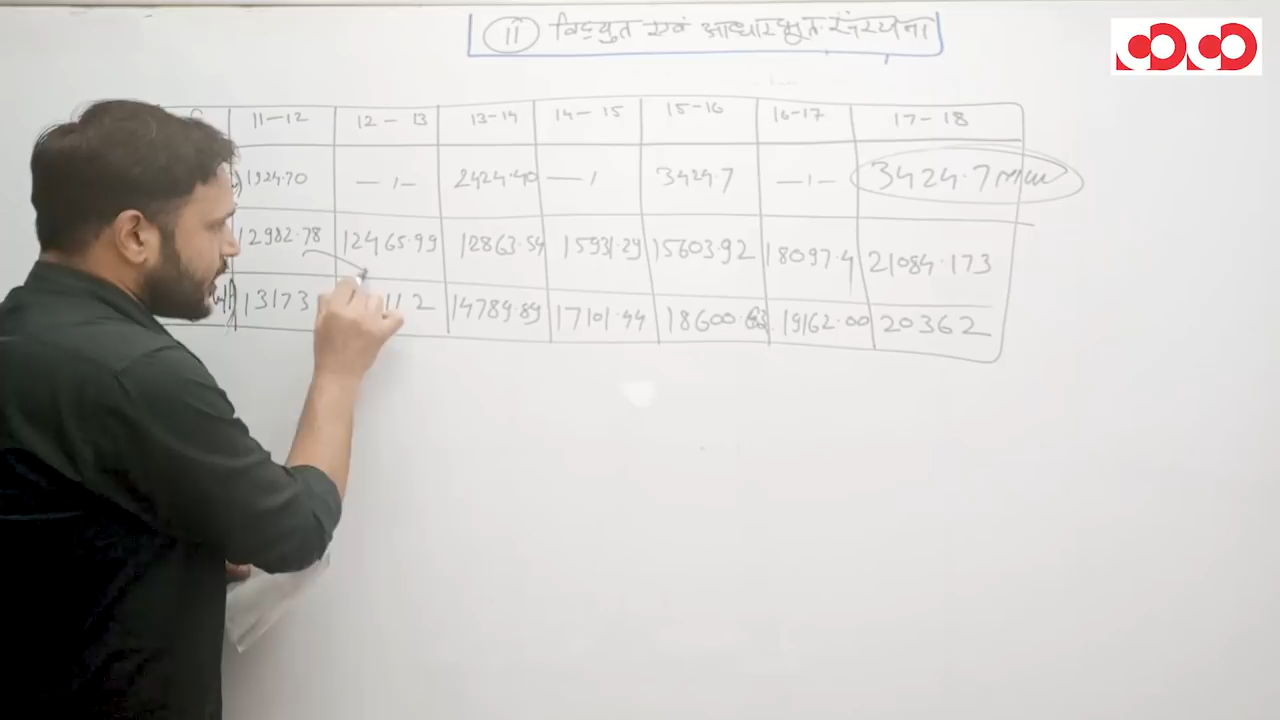 11 विद्युत एवं आधारभूत संरचना
11-12 12 - 13 13-14 14 - 15 15-16 16-17 17 - 18
1924.70 — 1 — 2424.40 — 1 3424.7 — 1 — 3424.7 mw
12982.78 12465.99 12863.54 15931.29 15603.92 18097.4 21084.173
13173 112 14789.89 17101.44 18600. 19162.00 20362